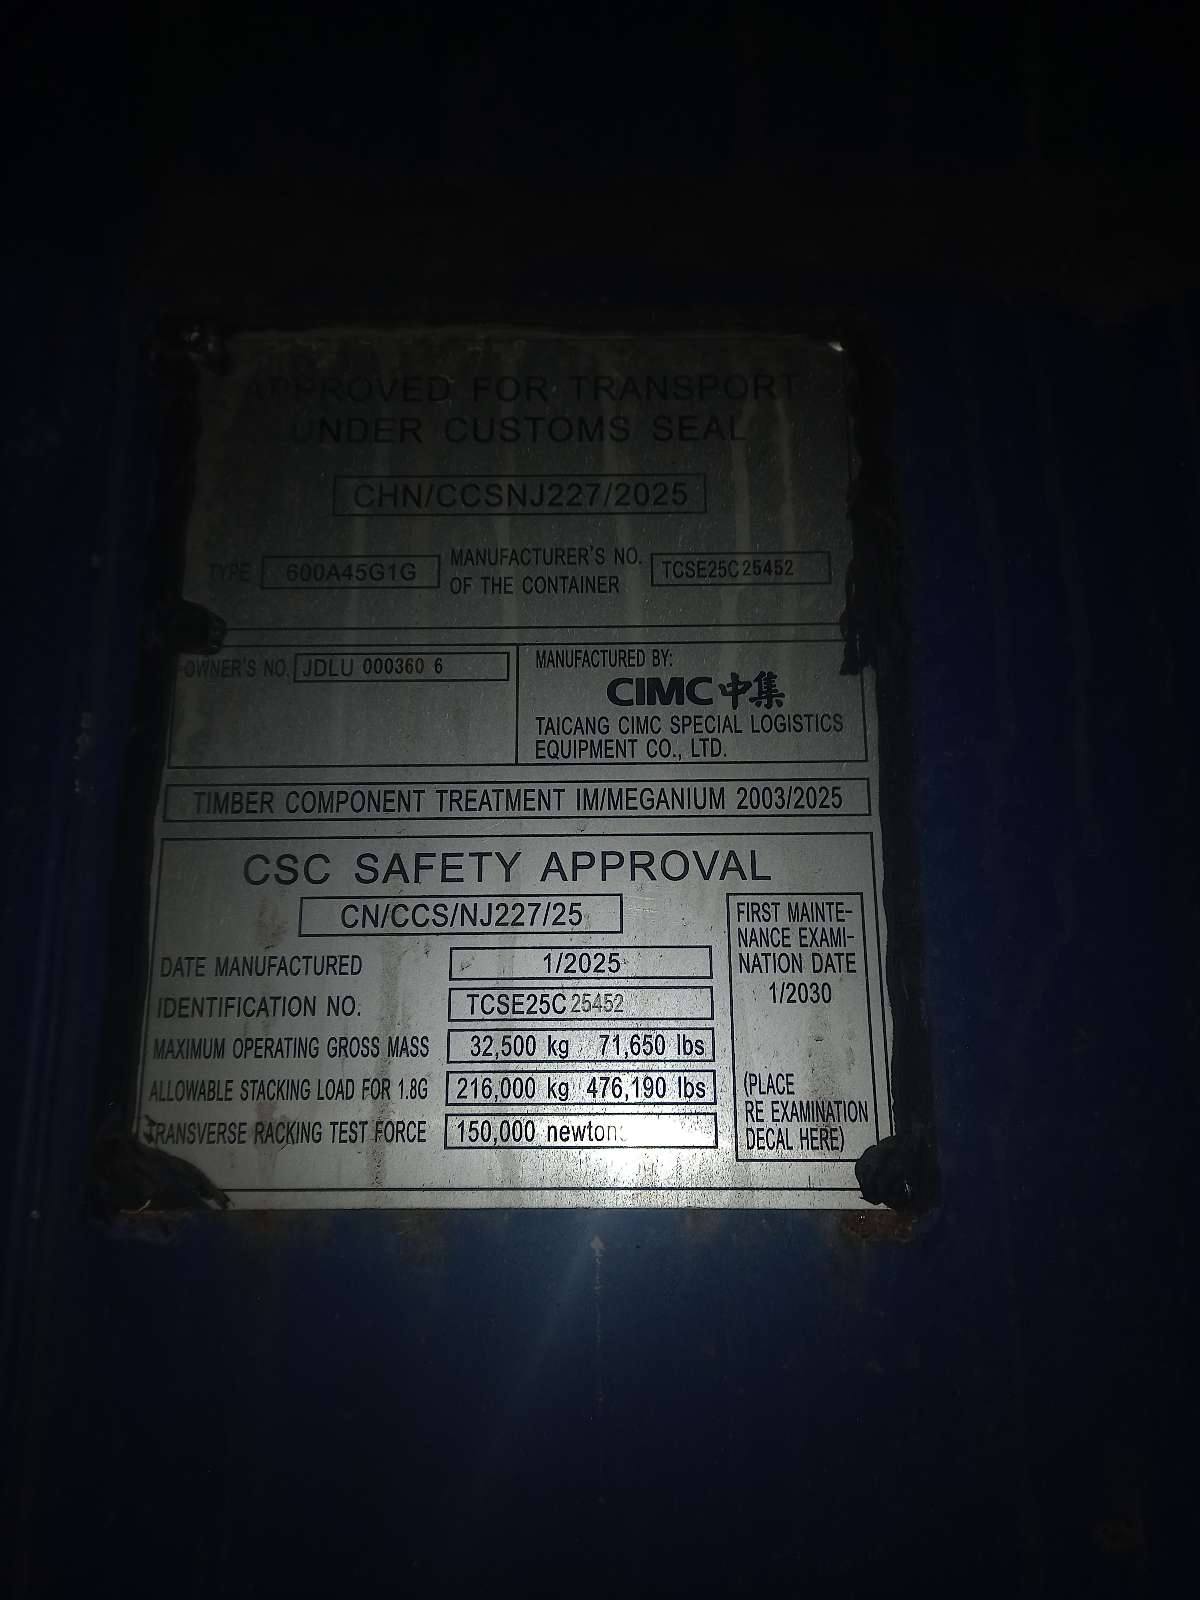 APPROVED FOR TRANSPORT
UNDER CUSTOMS SEAL
CHN/CCSNJ227/2025
TYPE 600A45G1G
MANUFACTURER'S NO.
OF THE CONTAINER
TCSE25C25452
OWNER'S NO. JDLU 000360 6
MANUFACTURED BY:
CIMC中集
TAICANG CIMC SPECIAL LOGISTICS
EQUIPMENT CO., LTD.
TIMBER COMPONENT TREATMENT IM/MEGANIUM 2003/2025
CSC SAFETY APPROVAL
CN/CCS/NJ227/25
DATE MANUFACTURED 1/2025
IDENTIFICATION NO. TCSE25C25452
MAXIMUM OPERATING GROSS MASS 32,500 kg 71,650 lbs
ALLOWABLE STACKING LOAD FOR 1.8G 216,000 kg 476,190 lbs
TRANSVERSE RACKING TEST FORCE 150,000 newtons
FIRST MAINTE-
NANCE EXAMI-
NATION DATE
1/2030
(PLACE
RE EXAMINATION
DECAL HERE)